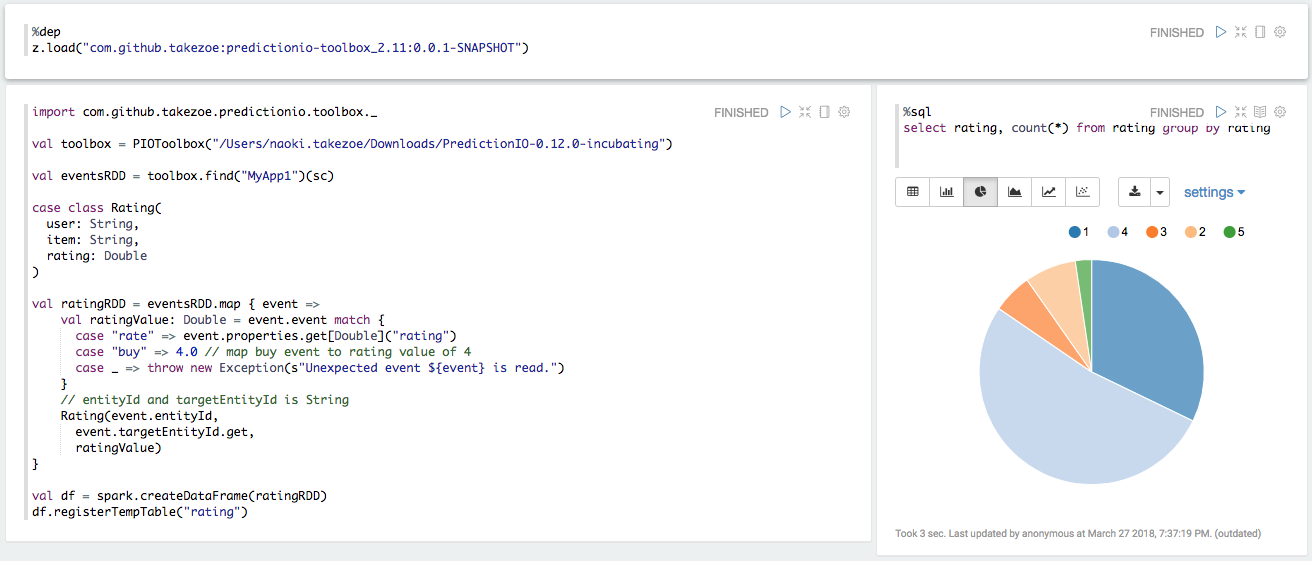 %dep
FINISHED
z.load("com.github.takezoe:predictionio-toolbox_2.11:0.0.1-SNAPSHOT")
import com.github.takezoe.predictionio.toolbox._
FINISHED
val toolbox = PIOToolbox("/Users/naoki.takezoe/Downloads/PredictionIO-0.12.0-incubating")
val eventsRDD = toolbox.find("MyApp1")(sc)
case class Rating(
  user: String,
  item: String,
  rating: Double
)
val ratingRDD = eventsRDD.map { event =>
    val ratingValue: Double = event.event match {
      case "rate" => event.properties.get[Double]("rating")
      case "buy" => 4.0 // map buy event to rating value of 4
      case _ => throw new Exception(s"Unexpected event ${event} is read.")
    }
    // entityId and targetEntityId is String
    Rating(event.entityId,
      event.targetEntityId.get,
      ratingValue)
}
val df = spark.createDataFrame(ratingRDD)
df.registerTempTable("rating")
%sql
FINISHED
select rating, count(*) from rating group by rating
settings
1 4 3 2 5
Took 3 sec. Last updated by anonymous at March 27 2018, 7:37:19 PM. (outdated)